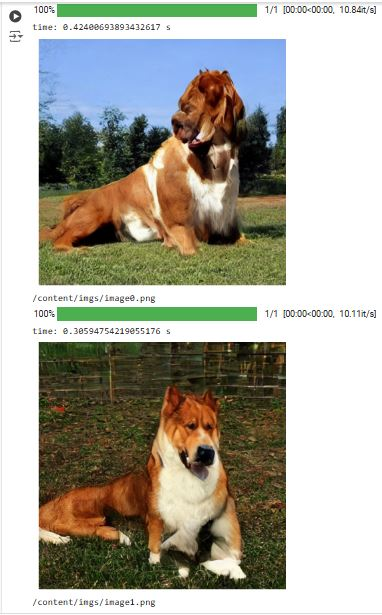 100% 1/1 [00:00<00:00, 10.84it/s]
time: 0.42400693893432617 s
/content/imgs/image0.png
100% 1/1 [00:00<00:00, 10.11it/s]
time: 0.30594754219055176 s
/content/imgs/image1.png